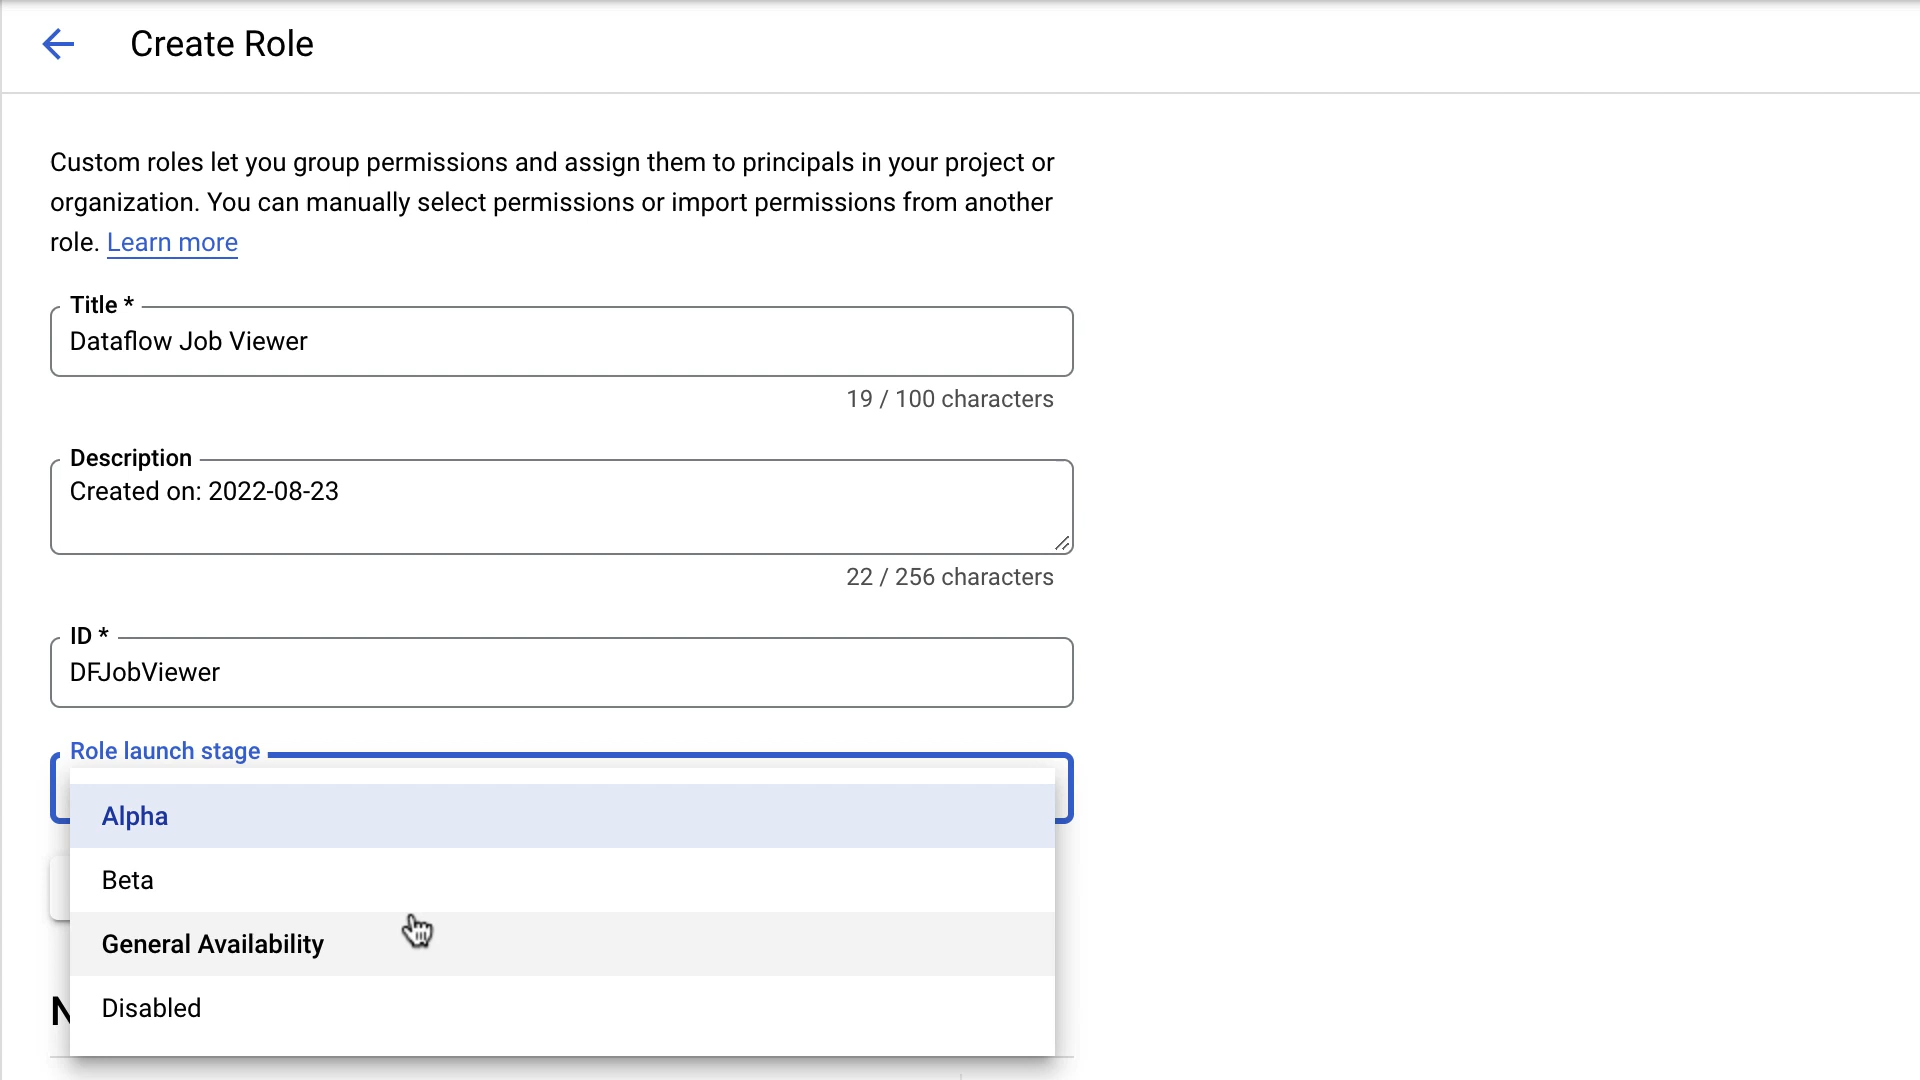 Create Role
Custom roles let you group permissions and assign them to principals in your project or
organization. You can manually select permissions or import permissions from another
role. Learn more
Title *
Dataflow Job Viewer
19 / 100 characters
Description
Created on: 2022-08-23
22 / 256 characters
ID *
DFJobViewer
Role launch stage
Alpha
Beta
General Availability
Disabled